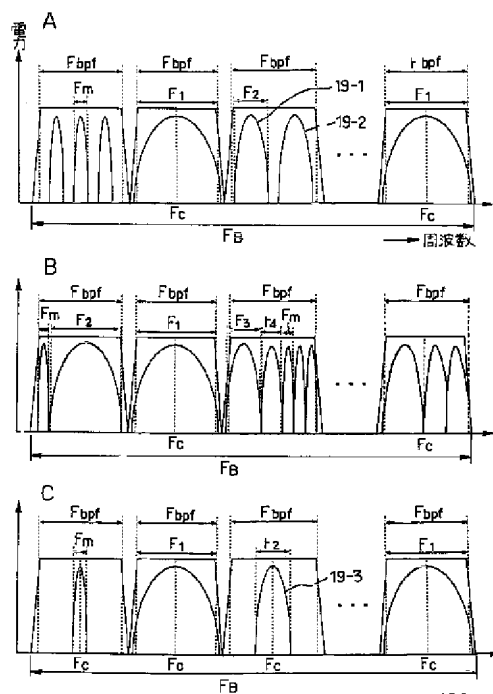 A
電力
Fbpf Fbpf Fbpf Fbpf
Fm F1 F2 19-1 F1
19-2
...
Fc Fc
FB
周波数
B
Fbpf Fbpf Fbpf Fbpf
Fm F2 F1 F3 F4 Fm
...
Fc Fc
FB
C
Fbpf Fbpf Fbpf Fbpf
Fm F1 F2 F1
19-3
...
Fc Fc Fc Fc
FB